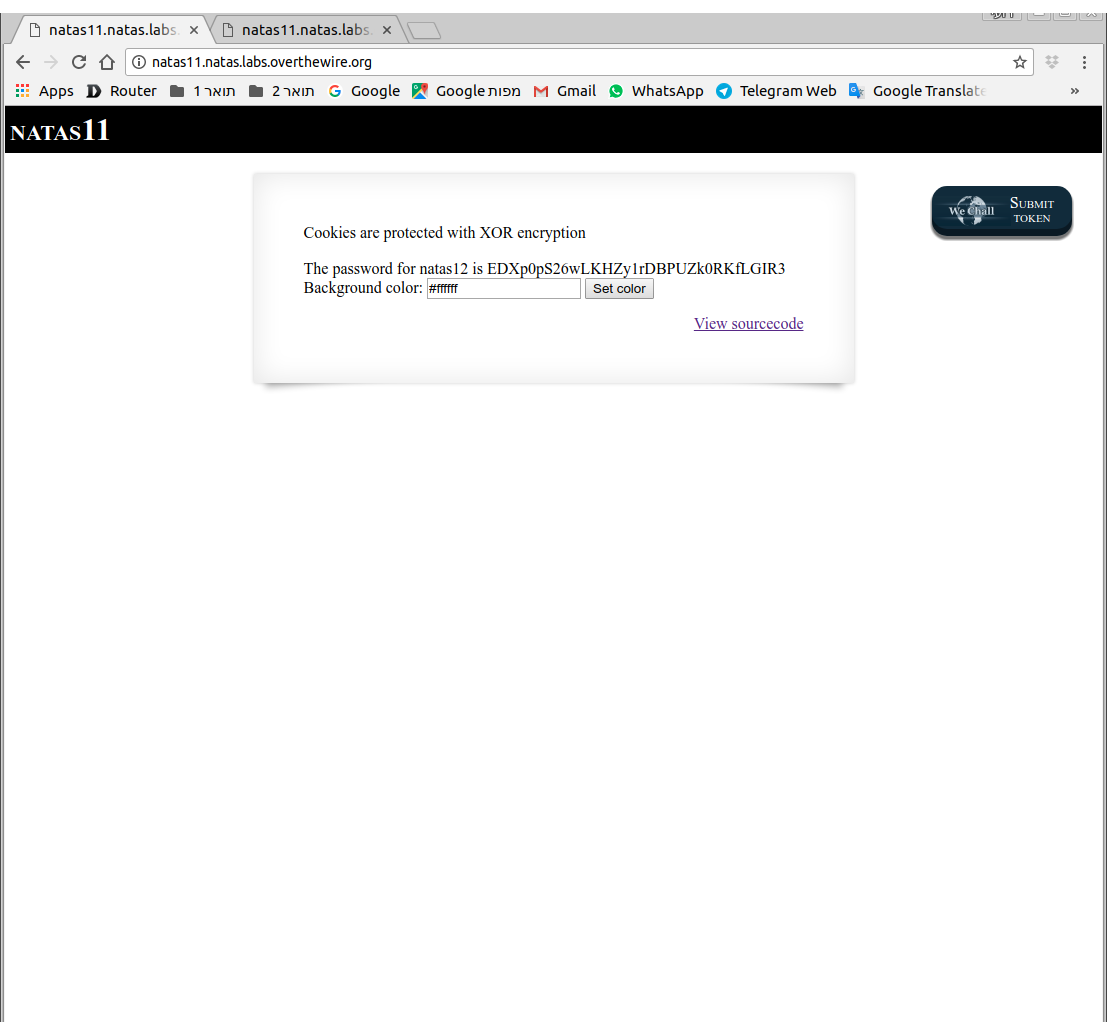 natas11.natas.labs.
natas11.natas.labs.
natas11.natas.labs.overthewire.org
Apps Router תואר 1 תואר 2 Google Google מפות Gmail WhatsApp Telegram Web Google Translate »
NATAS11
We Chall SUBMIT TOKEN
Cookies are protected with XOR encryption
The password for natas12 is EDXp0pS26wLKHZy1rDBPUZk0RKfLGIR3
Background color: #ffffff Set color
View sourcecode